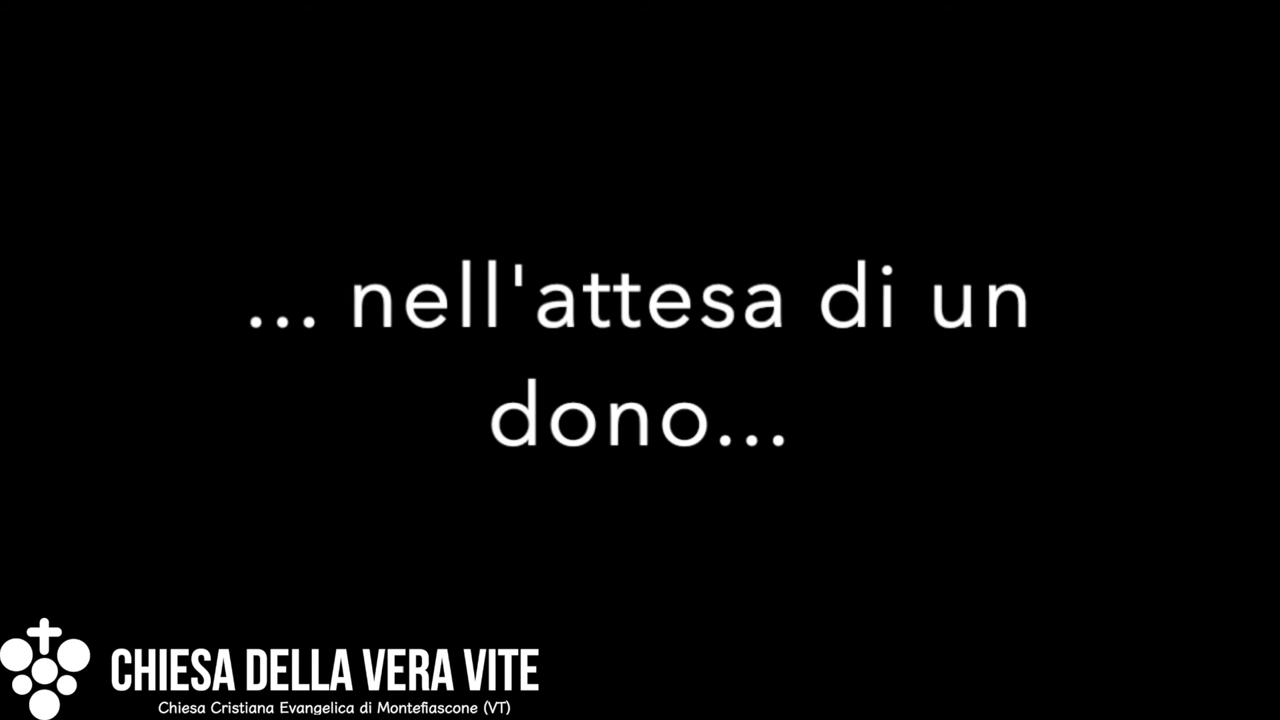 ... nell'attesa di un
dono...
CHIESA DELLA VERA VITE
Chiesa Cristiana Evangelica di Montefiascone (VT)